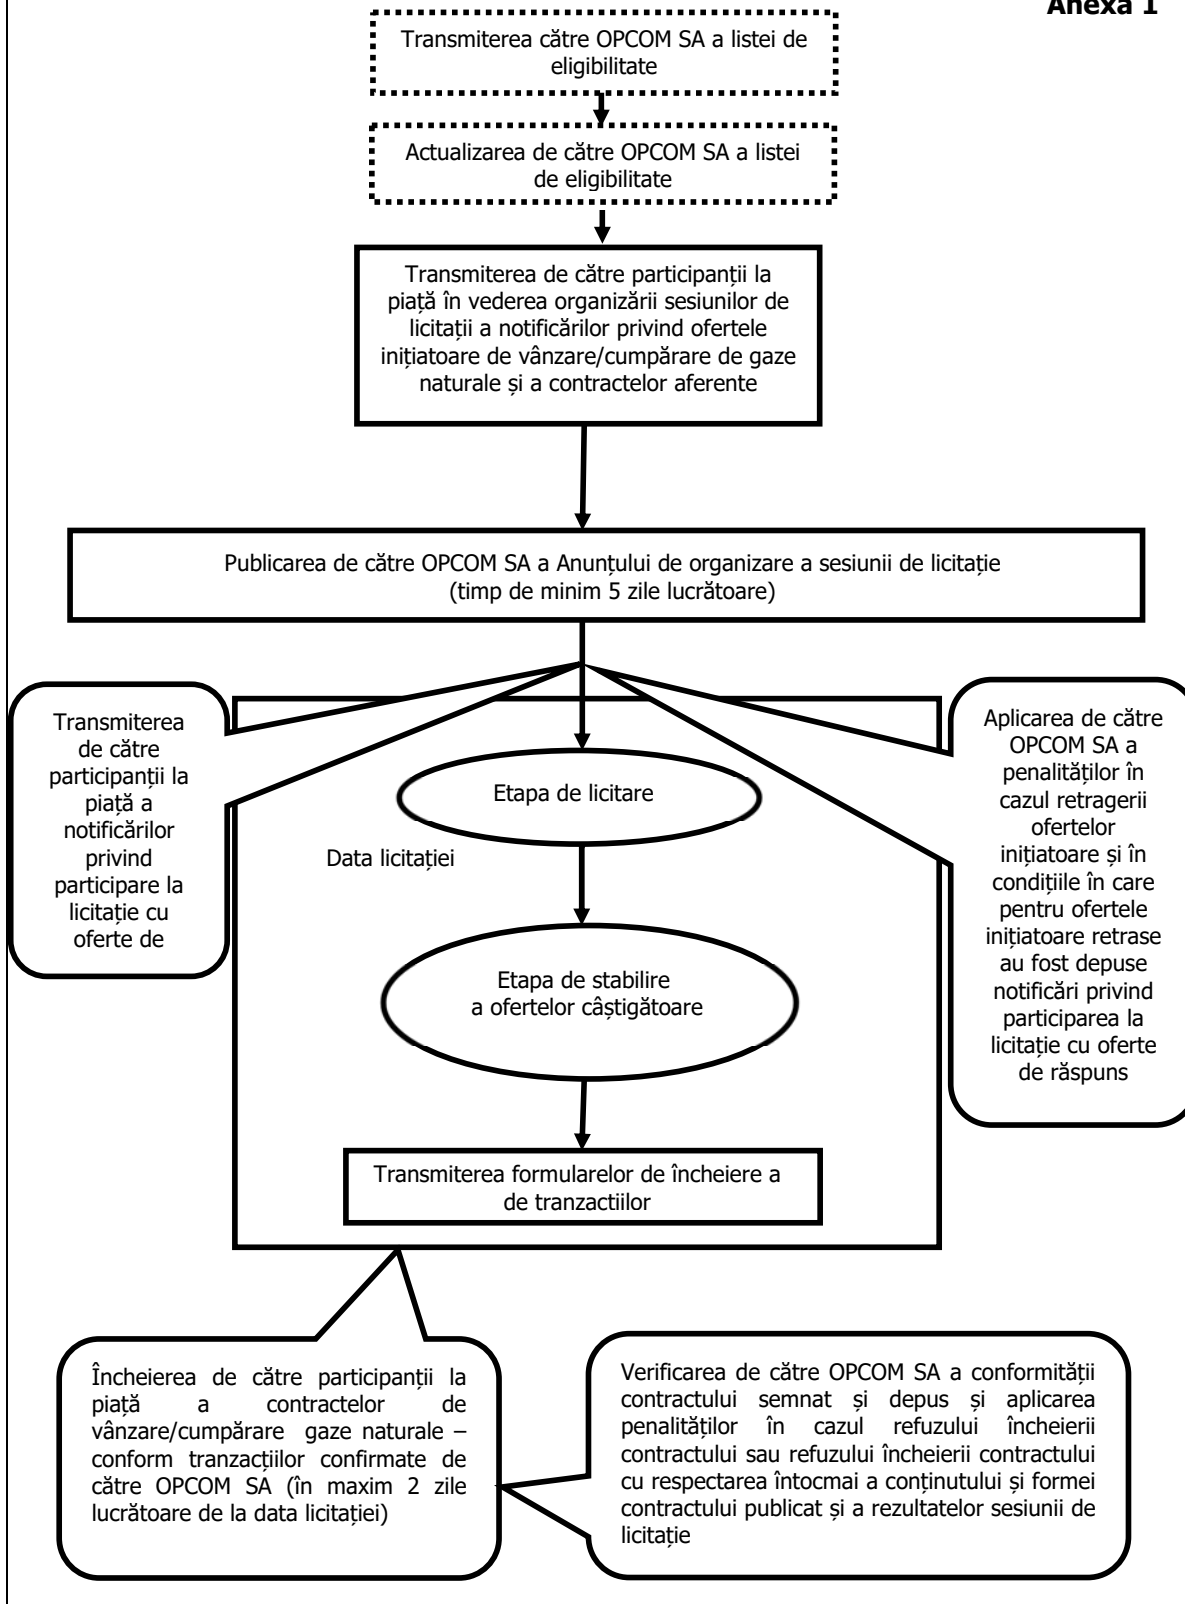 Anexa 1
Transmiterea către OPCOM SA a listei de
eligibilitate
Actualizarea de către OPCOM SA a listei
de eligibilitate
Transmiterea de către participanții la
piață în vederea organizării sesiunilor de
licitații a notificărilor privind ofertele
inițiatoare de vânzare/cumpărare de gaze
naturale și a contractelor aferente
Publicarea de către OPCOM SA a Anunțului de organizare a sesiunii de licitație
(timp de minim 5 zile lucrătoare)
Transmiterea
de către
participanții la
piață a
notificărilor
privind
participare la
licitație cu
oferte de
Etapa de licitare
Data licitației
Etapa de stabilire
a ofertelor câștigătoare
Transmiterea formularelor de încheiere a
de tranzactiilor
Aplicarea de către
OPCOM SA a
penalităților în
cazul retragerii
ofertelor
inițiatoare și în
condițiile în care
pentru ofertele
inițiatoare retrase
au fost depuse
notificări privind
participarea la
licitație cu oferte
de răspuns
Încheierea de către participanții la
piață a contractelor de
vânzare/cumpărare gaze naturale –
conform tranzacțiilor confirmate de
către OPCOM SA (în maxim 2 zile
lucrătoare de la data licitației)
Verificarea de către OPCOM SA a conformității
contractului semnat și depus și aplicarea
penalităților în cazul refuzului încheierii
contractului sau refuzului încheierii contractului
cu respectarea întocmai a conținutului și formei
contractului publicat și a rezultatelor sesiunii de
licitație